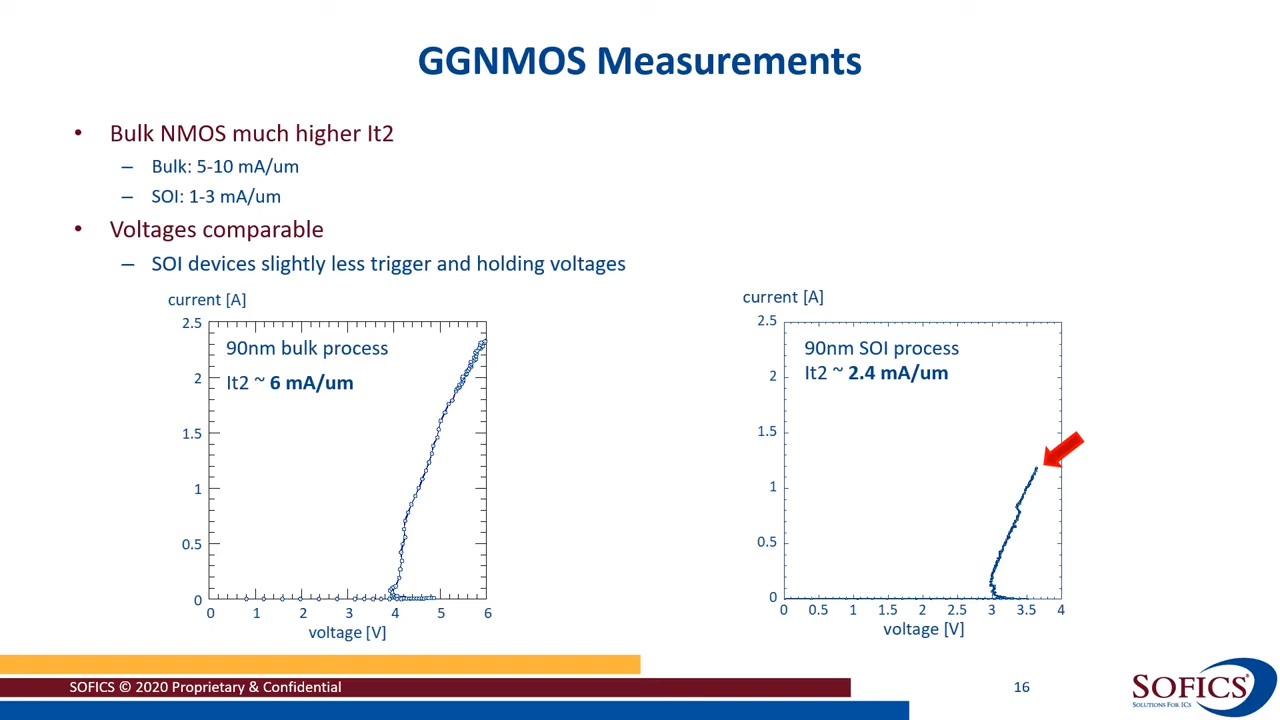 GGNMOS Measurements
• Bulk NMOS much higher It2
– Bulk: 5-10 mA/um
– SOI: 1-3 mA/um
• Voltages comparable
– SOI devices slightly less trigger and holding voltages
current [A]
2.5
2
1.5
1
0.5
0
90nm bulk process
It2 ~ 6 mA/um
0 1 2 3 4 5 6
voltage [V]
current [A]
2.5
2
1.5
1
0.5
0
90nm SOI process
It2 ~ 2.4 mA/um
0 0.5 1 1.5 2 2.5 3 3.5 4
voltage [V]
SOFICS © 2020 Proprietary & Confidential
16
SOFICS®
SOLUTIONS FOR ICS